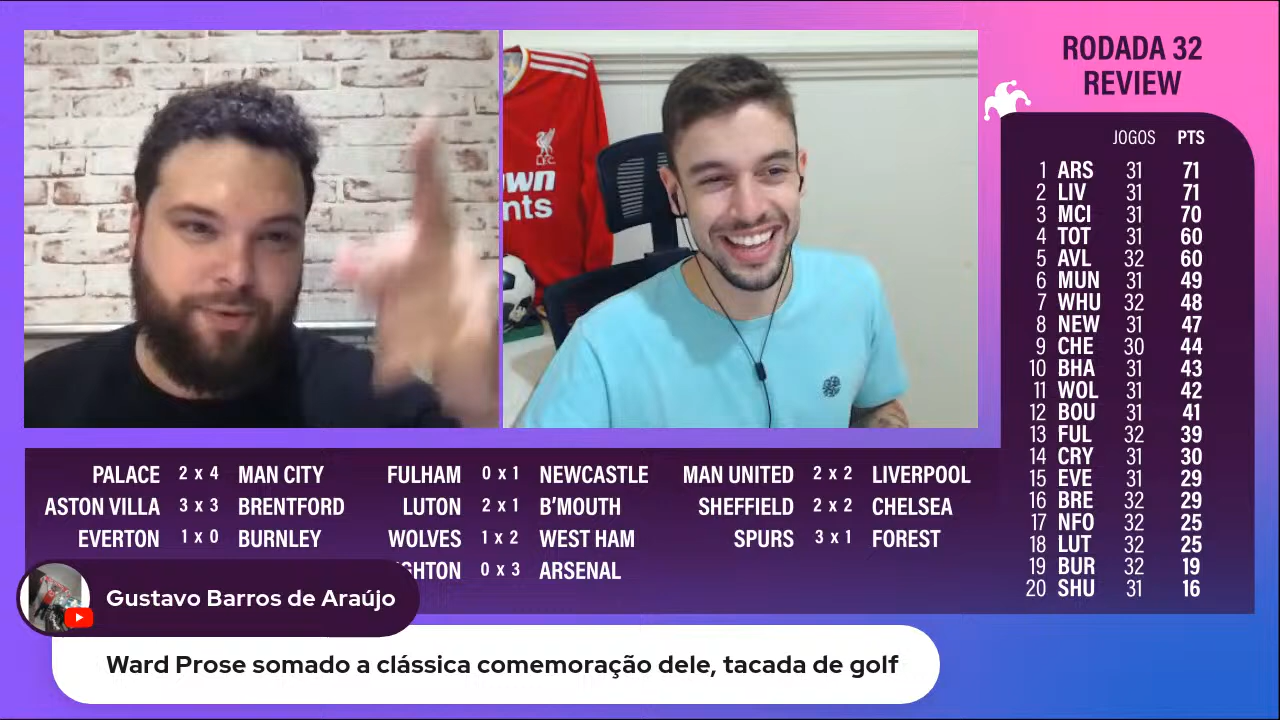 RODADA 32
REVIEW
JOGOS PTS
1 ARS 31 71
2 LIV 31 71
3 MCI 31 70
4 TOT 31 60
5 AVL 32 60
6 MUN 31 49
7 WHU 32 48
8 NEW 31 47
9 CHE 30 44
10 BHA 31 43
11 WOL 31 42
12 BOU 31 41
13 FUL 32 39
14 CRY 31 30
15 EVE 31 29
16 BRE 32 29
17 NFO 32 25
18 LUT 32 25
19 BUR 32 19
20 SHU 31 16
L.F.C.
wn
nts
PALACE 2 x 4 MAN CITY FULHAM 0 x 1 NEWCASTLE MAN UNITED 2 x 2 LIVERPOOL
ASTON VILLA 3 x 3 BRENTFORD LUTON 2 x 1 B'MOUTH SHEFFIELD 2 x 2 CHELSEA
EVERTON 1 x 0 BURNLEY WOLVES 1 x 2 WEST HAM SPURS 3 x 1 FOREST
GHTON 0 x 3 ARSENAL
Gustavo Barros de Araújo
Ward Prose somado a clássica comemoração dele, tacada de golf